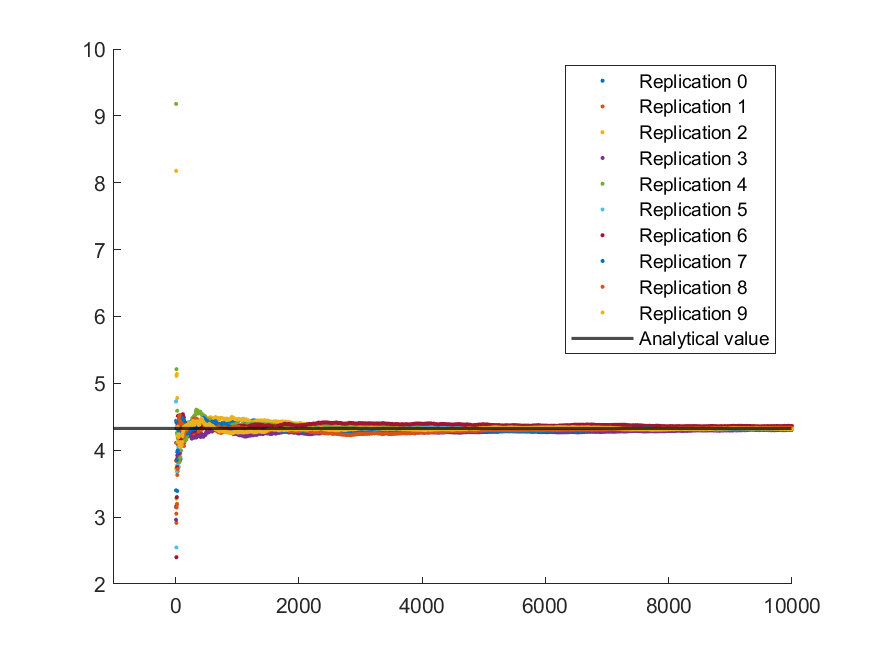 10
9
8
7
6
5
4
3
2
0
2000
4000
6000
8000
10000
Replication 0
Replication 1
Replication 2
Replication 3
Replication 4
Replication 5
Replication 6
Replication 7
Replication 8
Replication 9
Analytical value